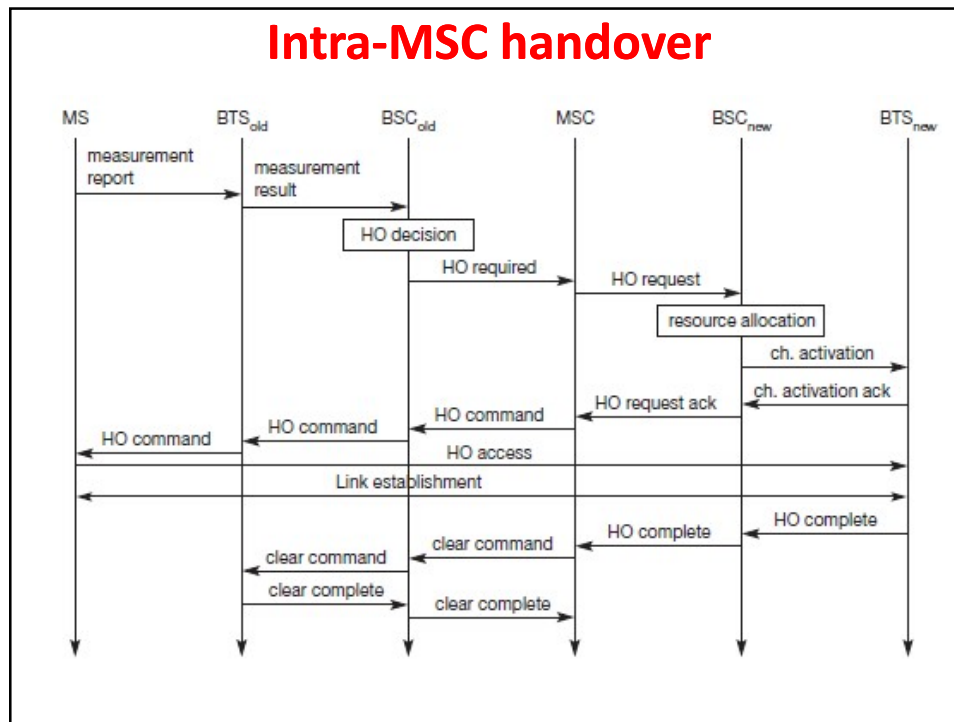 Intra-MSC handover
MS
BTSold
BSCold
MSC
BSCnew
BTSnew
measurement
report
measurement
result
HO decision
HO required
HO request
resource allocation
ch. activation
ch. activation ack
HO request ack
HO command
HO command
HO command
HO access
Link establishment
HO complete
HO complete
clear command
clear command
clear complete
clear complete